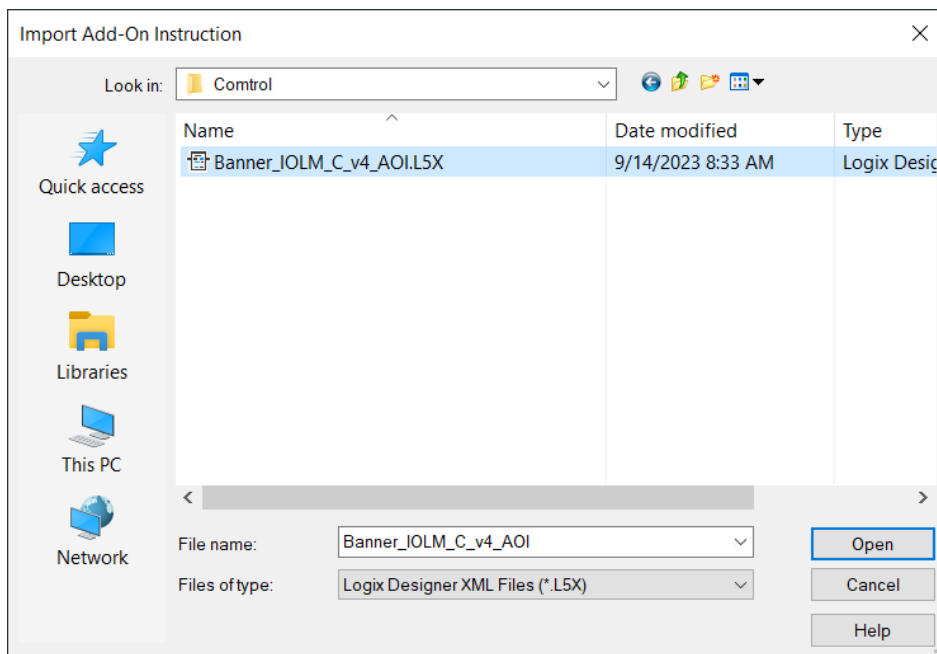 Import Add-On Instruction
Look in:
Comtrol
Name
Date modified
Type
Banner_IOLM_C_v4_AOI.L5X
9/14/2023 8:33 AM
Logix Desig
Quick access
Desktop
Libraries
This PC
Network
File name:
Banner_IOLM_C_v4_AOI
Open
Files of type:
Logix Designer XML Files (*.L5X)
Cancel
Help